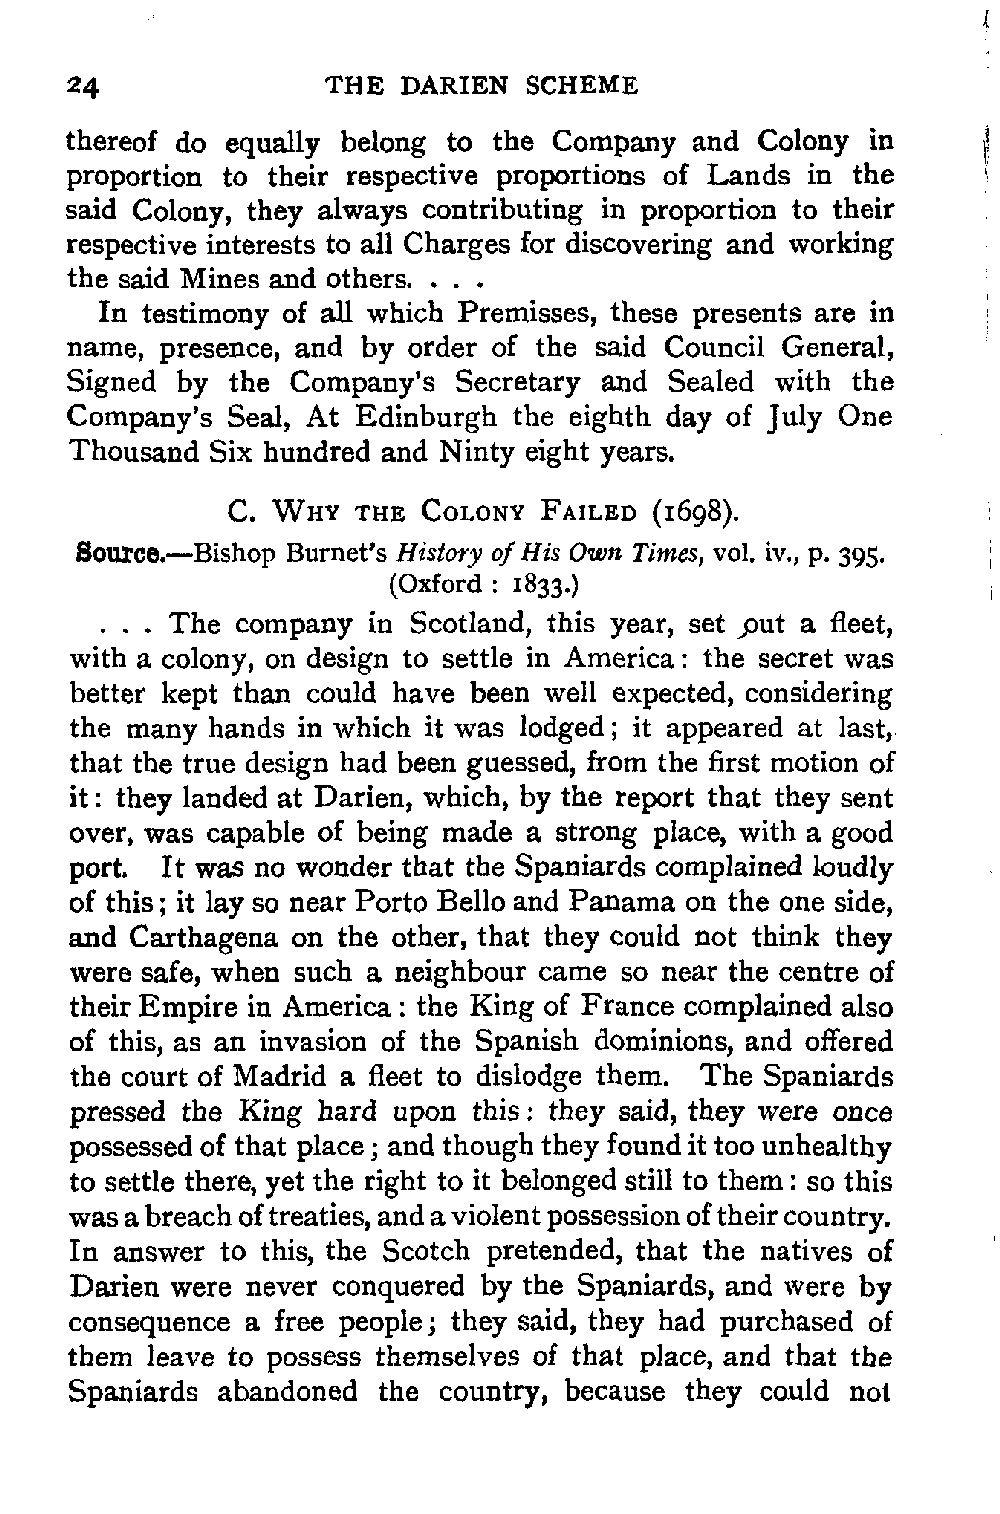 24 THE DARIEN SCHEME
thereof do equally belong to the Company and Colony in
proportion to their respective proportions of Lands in the
said Colony, they always contributing in proportion to their
respective interests to all Charges for discovering and working
the said Mines and others. . . .
In testimony of all which Premisses, these presents are in
name, presence, and by order of the said Council General,
Signed by the Company's Secretary and Sealed with the
Company's Seal, At Edinburgh the eighth day of July One
Thousand Six hundred and Ninty eight years.
C. WHY THE COLONY FAILED (1698).
Source.—Bishop Burnet's History of His Own Times, vol. iv., p. 395.
(Oxford : 1833.)
. . . The company in Scotland, this year, set out a fleet,
with a colony, on design to settle in America : the secret was
better kept than could have been well expected, considering
the many hands in which it was lodged ; it appeared at last,
that the true design had been guessed, from the first motion of
it : they landed at Darien, which, by the report that they sent
over, was capable of being made a strong place, with a good
port. It was no wonder that the Spaniards complained loudly
of this ; it lay so near Porto Bello and Panama on the one side,
and Carthagena on the other, that they could not think they
were safe, when such a neighbour came so near the centre of
their Empire in America : the King of France complained also
of this, as an invasion of the Spanish dominions, and offered
the court of Madrid a fleet to dislodge them. The Spaniards
pressed the King hard upon this : they said, they were once
possessed of that place ; and though they found it too unhealthy
to settle there, yet the right to it belonged still to them : so this
was a breach of treaties, and a violent possession of their country.
In answer to this, the Scotch pretended, that the natives of
Darien were never conquered by the Spaniards, and were by
consequence a free people ; they said, they had purchased of
them leave to possess themselves of that place, and that the
Spaniards abandoned the country, because they could not